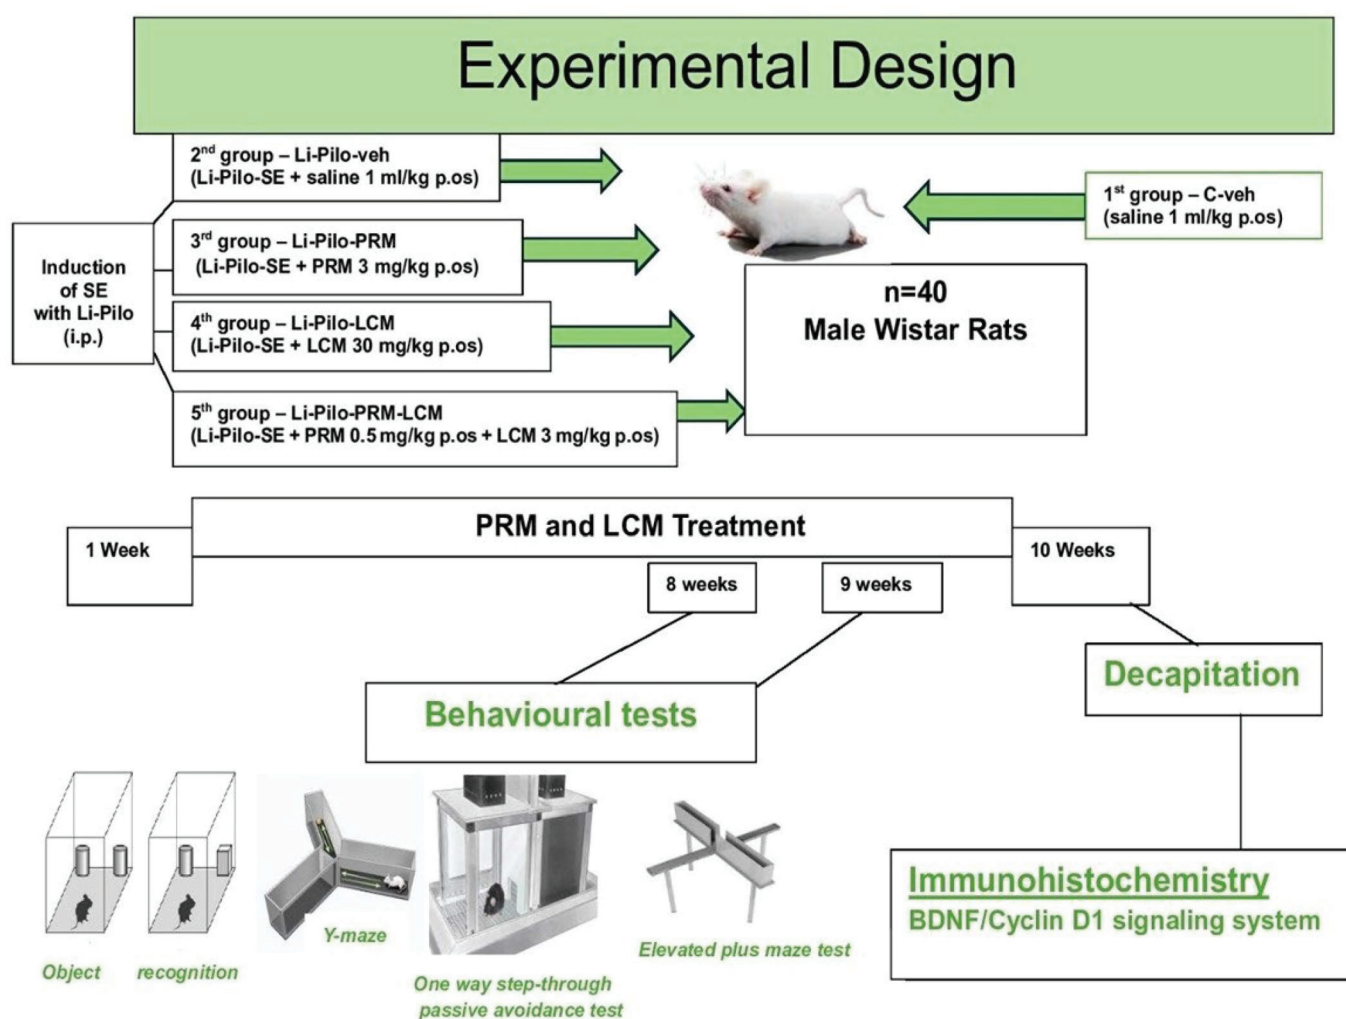 Experimental Design
2nd group – Li-Pilo-veh
(Li-Pilo-SE + saline 1 ml/kg p.os)
1st group – C-veh
(saline 1 ml/kg p.os)
Induction
of SE
with Li-Pilo
(i.p.)
3rd group – Li-Pilo-PRM
(Li-Pilo-SE + PRM 3 mg/kg p.os)
4th group – Li-Pilo-LCM
(Li-Pilo-SE + LCM 30 mg/kg p.os)
5th group – Li-Pilo-PRM-LCM
(Li-Pilo-SE + PRM 0.5 mg/kg p.os + LCM 3 mg/kg p.os)
n=40
Male Wistar Rats
1 Week
PRM and LCM Treatment
10 Weeks
8 weeks
9 weeks
Behavioural tests
Decapitation
Immunohistochemistry
BDNF/Cyclin D1 signaling system
Object recognition
Y-maze
One way step-through
passive avoidance test
Elevated plus maze test